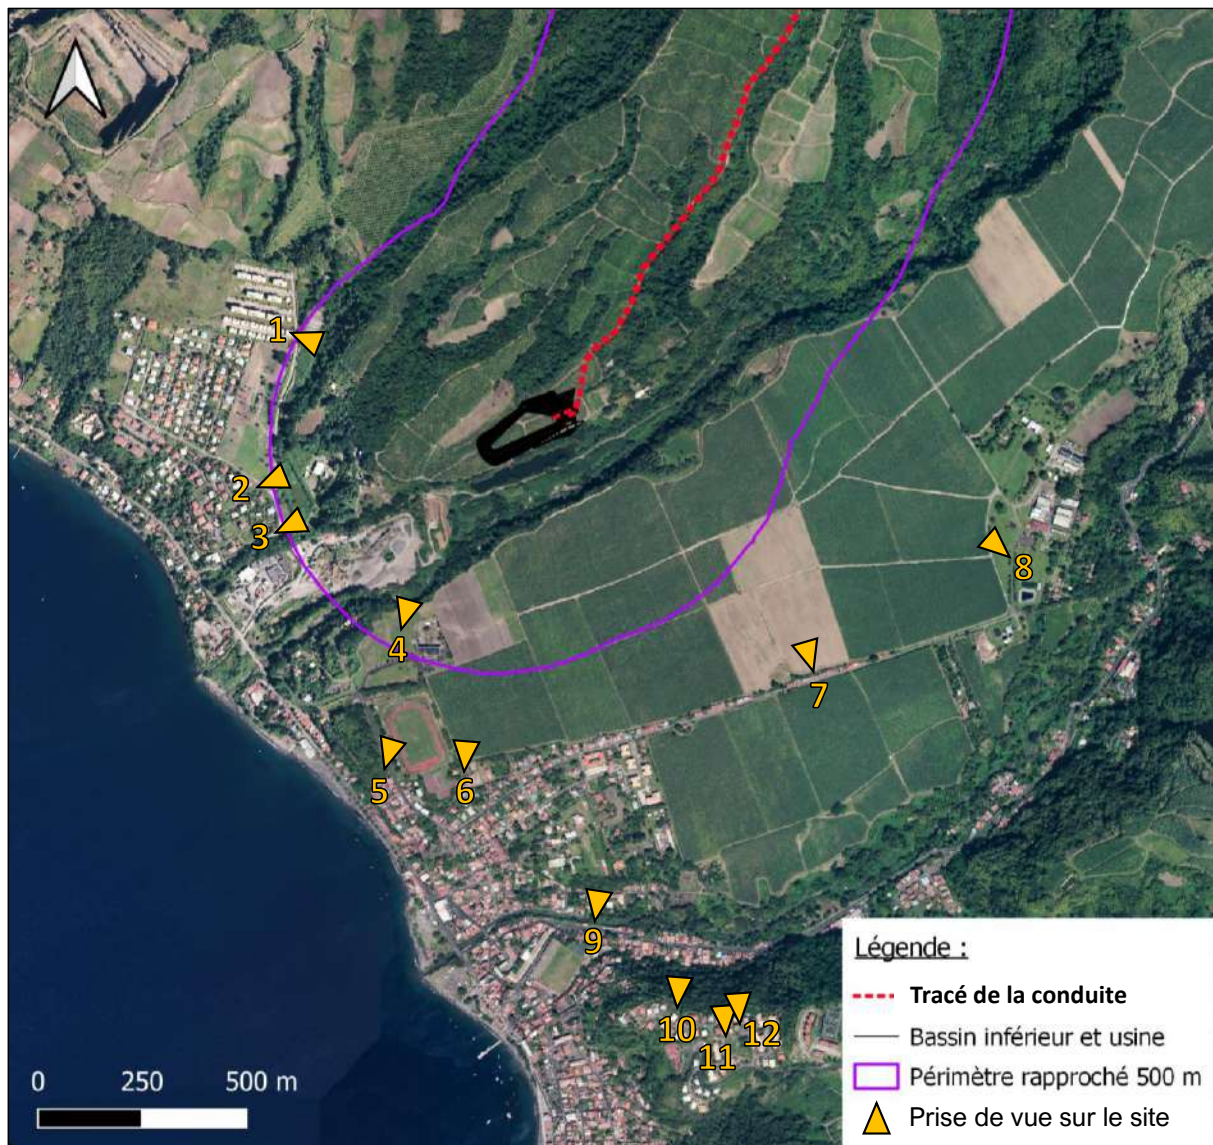 1
2
3
4
5
6
7
8
9
10
11
12
Légende :
Tracé de la conduite
Bassin inférieur et usine
Périmètre rapproché 500 m
Prise de vue sur le site
0 250 500 m